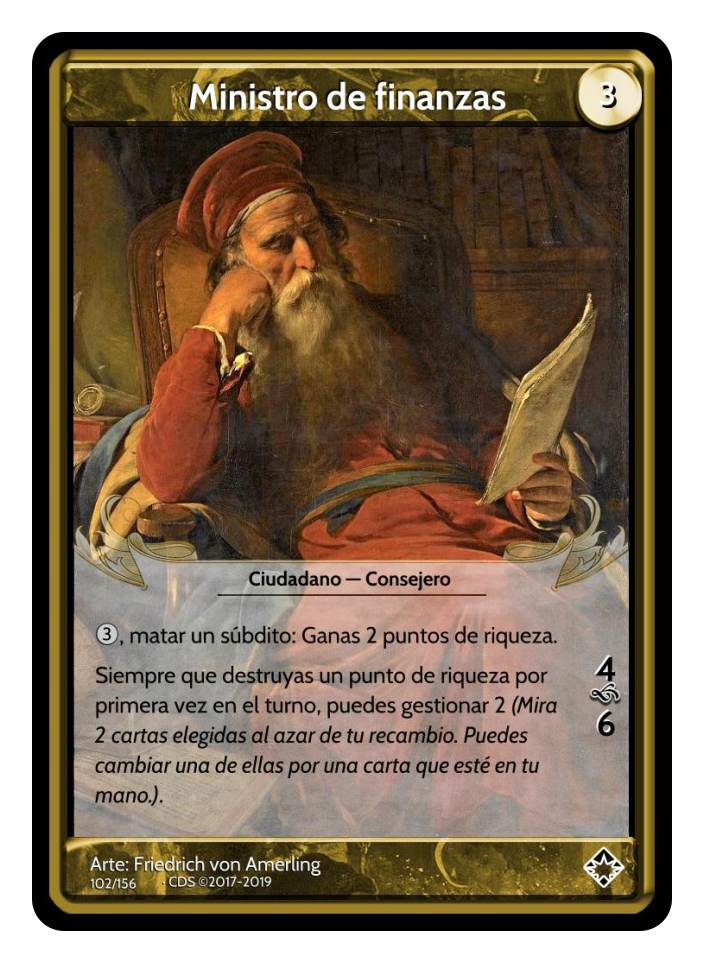 Ministro de finanzas
3
Ciudadano — Consejero
3, matar un súbdito: Ganas 2 puntos de riqueza.
Siempre que destruyas un punto de riqueza por
primera vez en el turno, puedes gestionar 2 (Mira
2 cartas elegidas al azar de tu recambio. Puedes
cambiar una de ellas por una carta que esté en tu
mano.).
4
6
Arte: Friedrich von Amerling
102/156 · CDS ©2017-2019